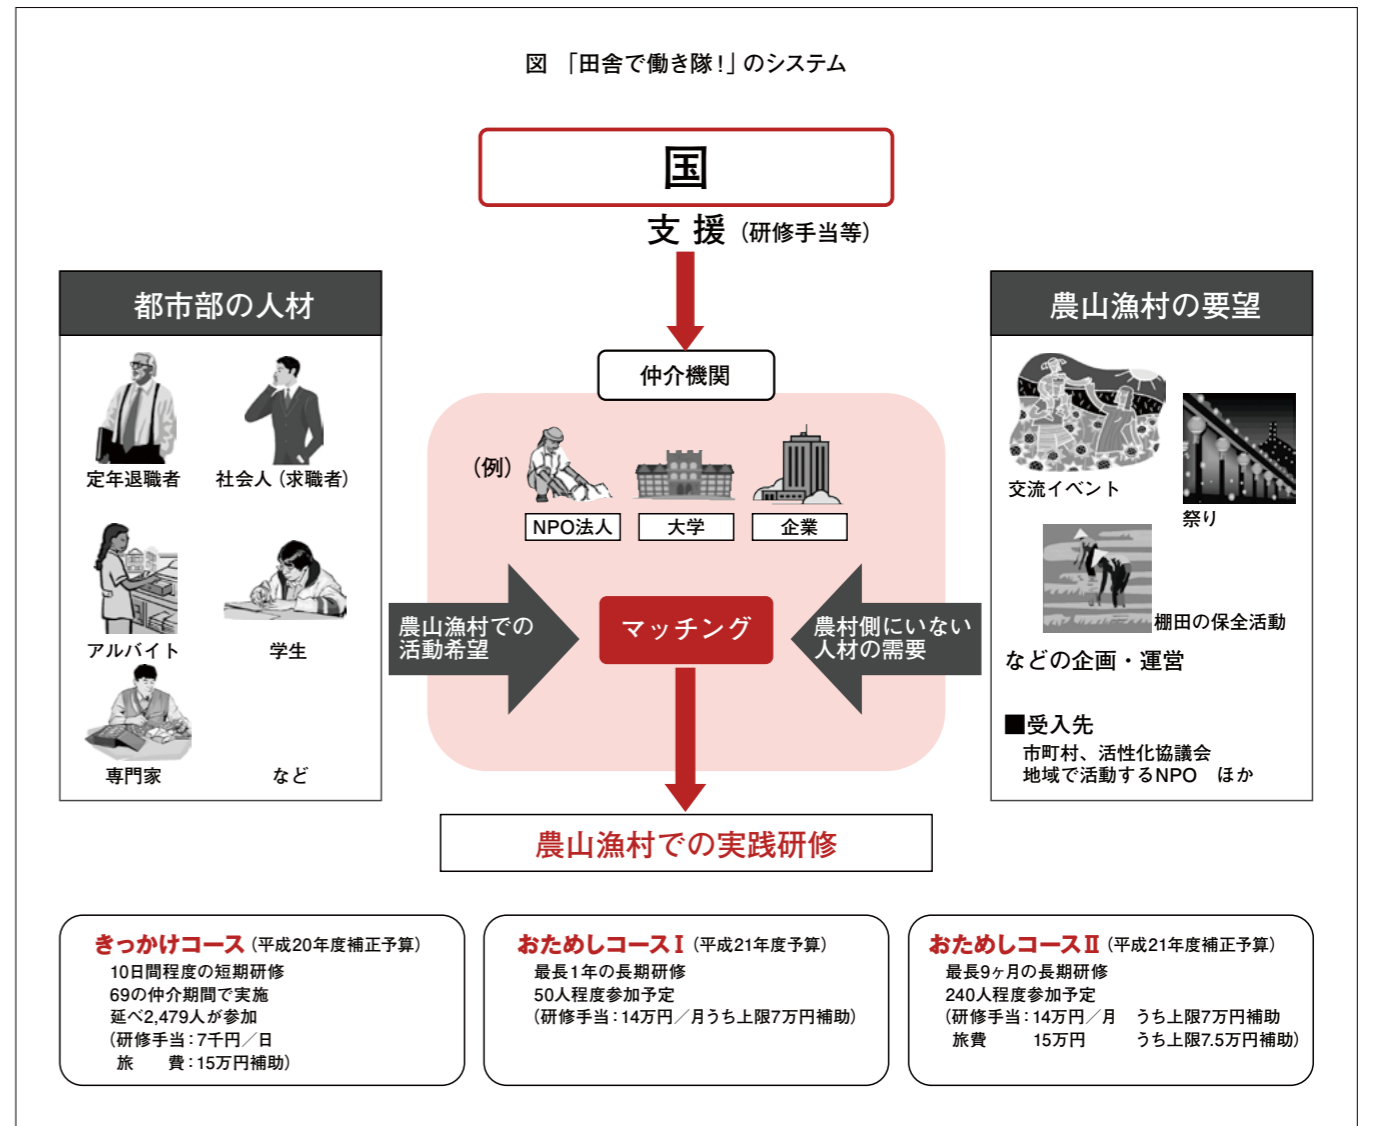 図 「田舎で働き隊！」のシステム
国
支 援（研修手当等）
仲介機関
都市部の人材
定年退職者
社会人（求職者）
アルバイト
学生
専門家
など
（例）
NPO法人
大学
企業
農山漁村での
活動希望
マッチング
農村側にいない
人材の需要
農山漁村の要望
交流イベント
祭り
棚田の保全活動
などの企画・運営
■受入先
市町村、活性化協議会
地域で活動するNPO ほか
農山漁村での実践研修
きっかけコース（平成20年度補正予算）
10日間程度の短期研修
69の仲介期間で実施
延べ2,479人が参加
（研修手当：7千円／日
旅 費：15万円補助）
おためしコースⅠ（平成21年度予算）
最長1年の長期研修
50人程度参加予定
（研修手当：14万円／月うち上限7万円補助）
おためしコースⅡ（平成21年度補正予算）
最長9ヶ月の長期研修
240人程度参加予定
（研修手当：14万円／月 うち上限7万円補助
旅費 15万円 うち上限7.5万円補助）